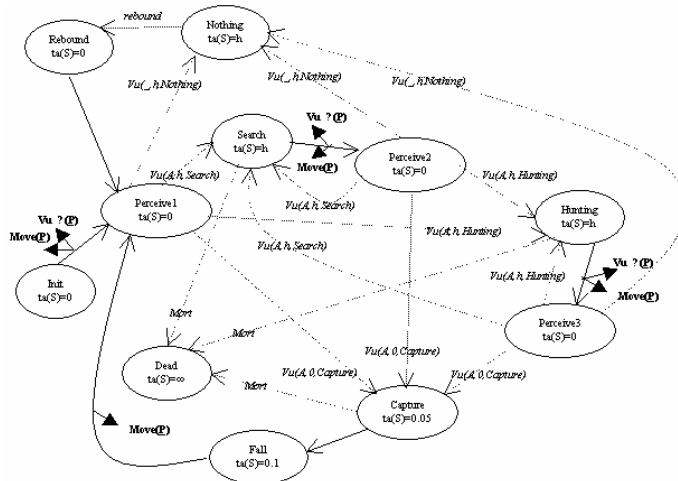 Nothing
ta(S)=h
rebound
Rebound
ta(S)=0
Vu(_, h,Nothing)
Vu(_, h,Nothing)
Vu(_, h,Nothing)
Search
ta(S)=h
Vu ? (P)
Move(P)
Perceive2
ta(S)=0
Vu(A, h, Search)
Perceive1
ta(S)=0
Vu(A, h, Search)
Vu(A, h, Hunting)
Hunting
ta(S)=h
Vu ? (P)
Move(P)
Vu(A, h, Search)
Vu(A, h, Hunting)
Init
ta(S)=0
Vu(A, h, Hunting)
Vu ? (P)
Move(P)
Mort
Perceive3
ta(S)=0
Mort
Dead
ta(S)=∞
Vu(A, 0, Capture)
Vu(A, 0, Capture)
Mort
Capture
ta(S)=0.05
Move(P)
Fall
ta(S)=0.1